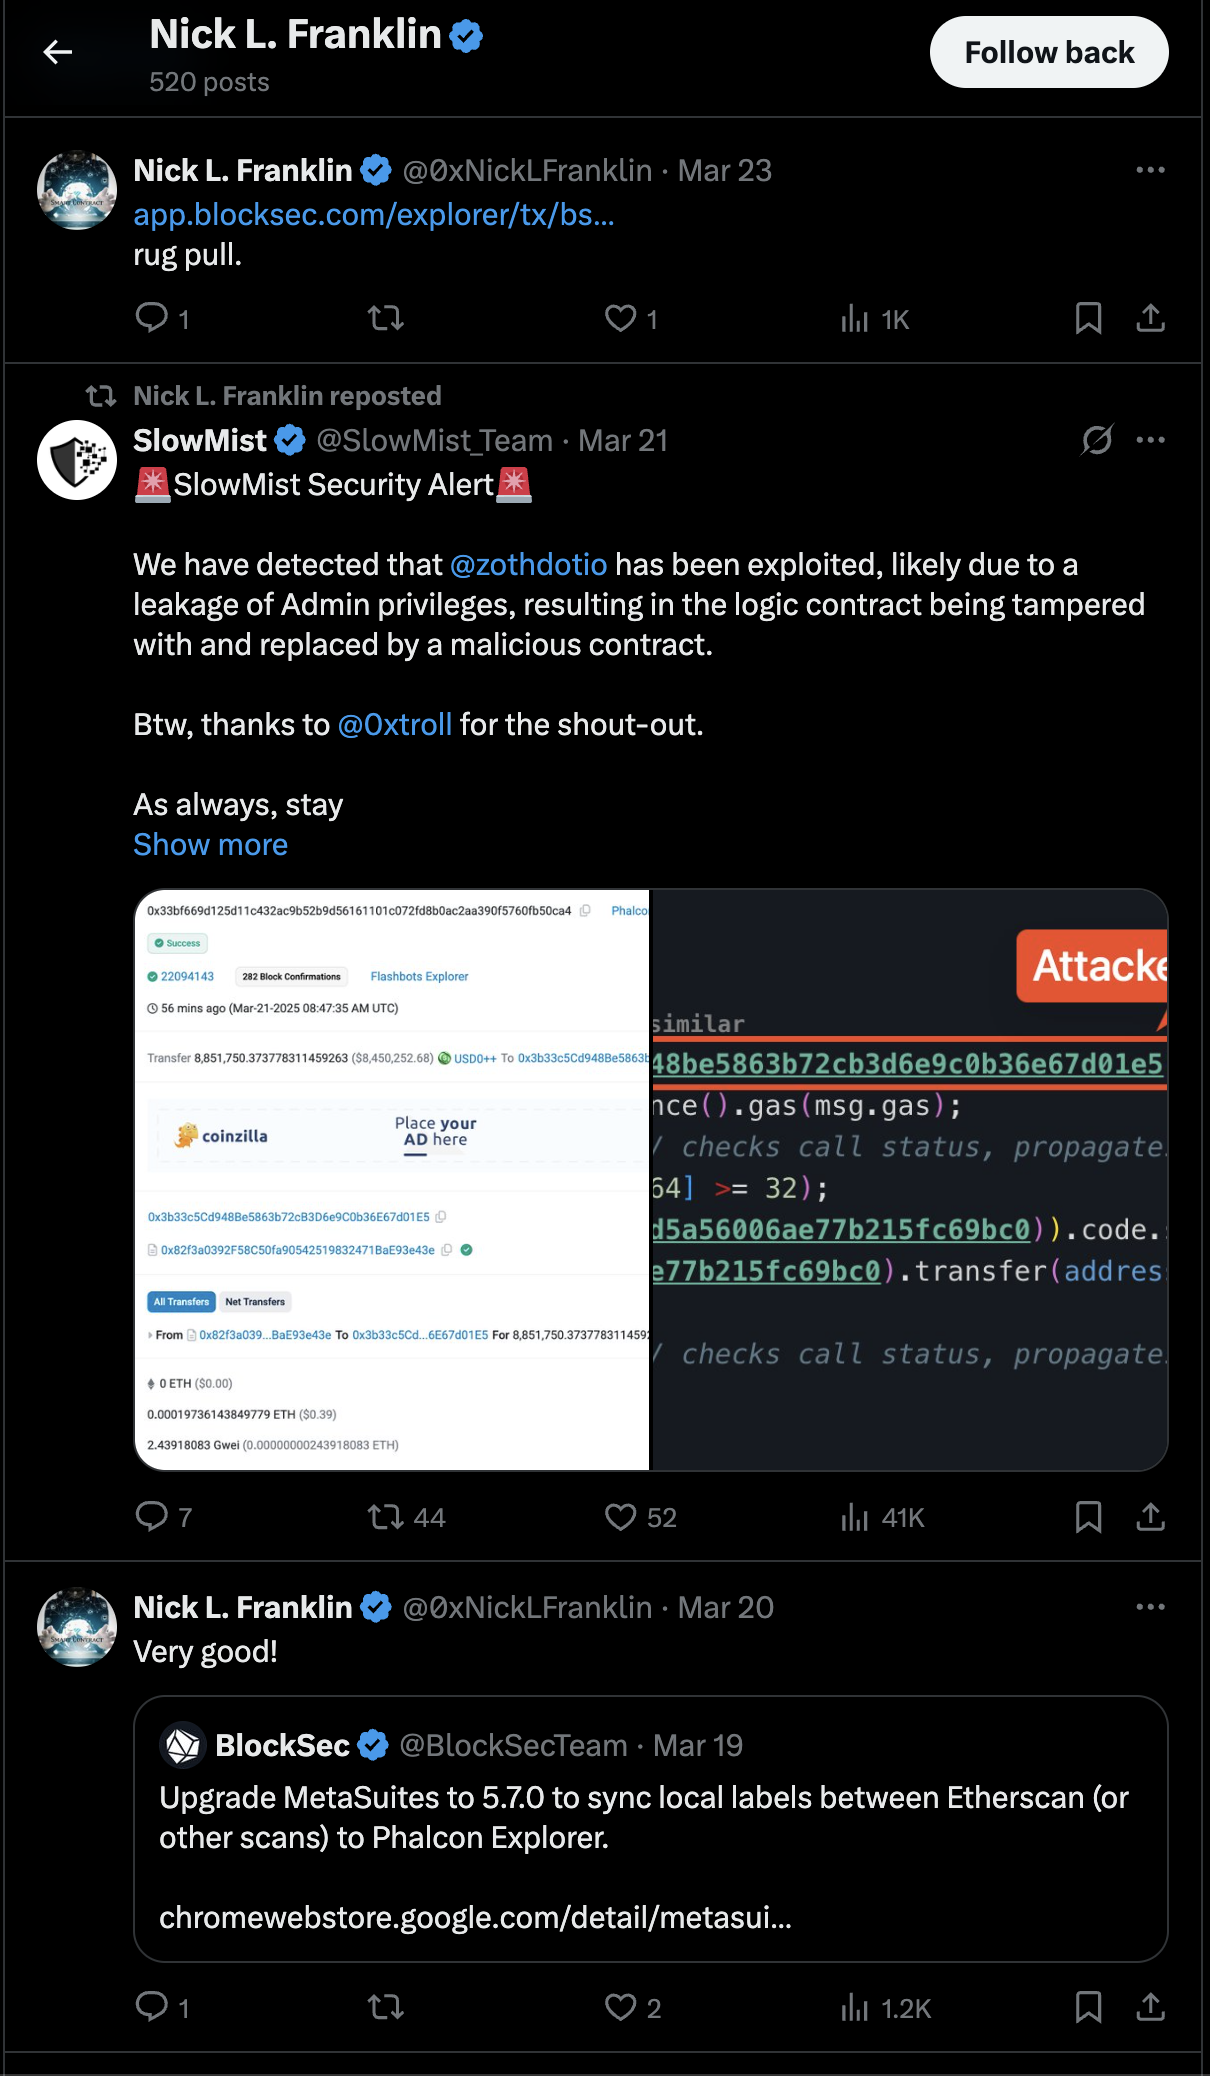 Nick L. Franklin
520 posts
Follow back
Nick L. Franklin @0xNickLFranklin · Mar 23
app.blocksec.com/explorer/tx/bs...
rug pull.
1 1 1K
Nick L. Franklin reposted
SlowMist @SlowMist_Team · Mar 21
🚨SlowMist Security Alert🚨
We have detected that @zothdotio has been exploited, likely due to a
leakage of Admin privileges, resulting in the logic contract being tampered
with and replaced by a malicious contract.
Btw, thanks to @0xtroll for the shout-out.
As always, stay
Show more
0x33bf669d125d11c432ac9b52b9d56161101c072fd8b0ac2aa390f5760fb50ca4 Phalco
Success
22094143 282 Block Confirmations Flashbots Explorer
56 mins ago (Mar-21-2025 08:47:35 AM UTC)
Transfer 8,851,750.373778311459263 ($8,450,252.68) USD0++ To 0x3b33c5Cd948Be5863b
coinzilla
Place your
AD here
0x3b33c5Cd948Be5863b72cB3D6e9C0b36E67d01E5
0x82f3a0392F58C50fa90542519832471BaE93e43e
All Transfers Net Transfers
From 0x82f3a039...BaE93e43e To 0x3b33c5Cd...6E67d01E5 For 8,851,750.3737783114592
0 ETH ($0.00)
0.00019736143849779 ETH ($0.39)
2.43918083 Gwei (0.00000000243918083 ETH)
Attacke
similar
48be5863b72cb3d6e9c0b36e67d01e5
nce().gas(msg.gas);
/ checks call status, propagate
64] >= 32);
d5a56006ae77b215fc69bc0)).code.
e77b215fc69bc0).transfer(addres
/ checks call status, propagate
7 44 52 41K
Nick L. Franklin @0xNickLFranklin · Mar 20
Very good!
BlockSec @BlockSecTeam · Mar 19
Upgrade MetaSuites to 5.7.0 to sync local labels between Etherscan (or
other scans) to Phalcon Explorer.
chromewebstore.google.com/detail/metasui...
1 2 1.2K